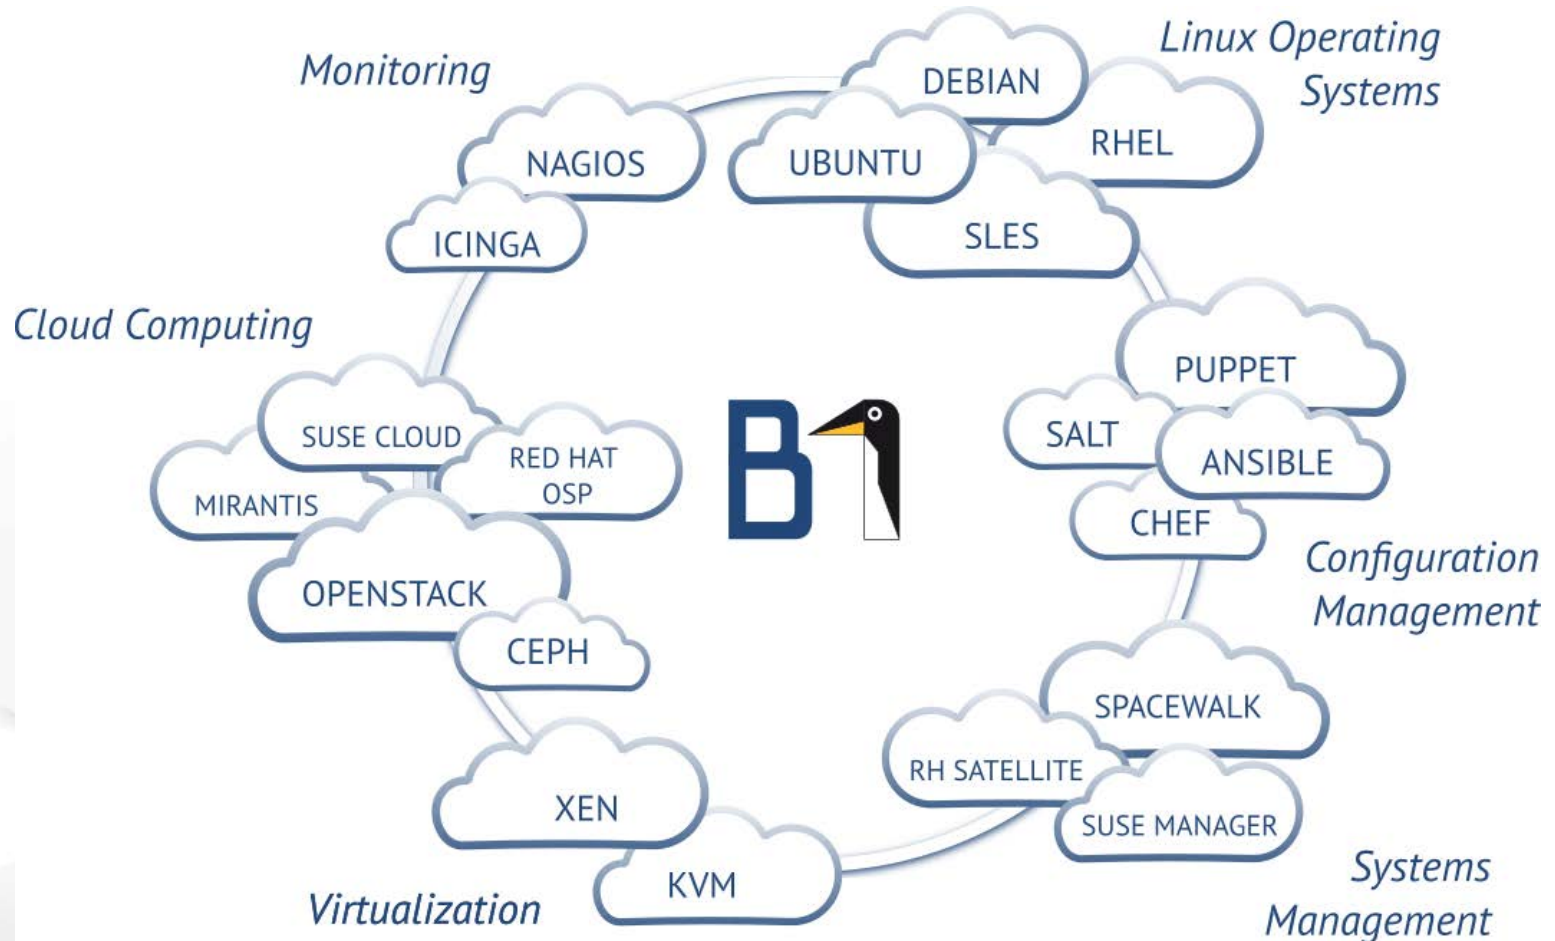 Monitoring
NAGIOS
ICINGA
Linux Operating
Systems
DEBIAN
RHEL
UBUNTU
SLES
Cloud Computing
SUSE CLOUD
RED HAT
OSP
MIRANTIS
OPENSTACK
CEPH
B1
PUPPET
SALT
ANSIBLE
CHEF
Configuration
Management
SPACEWALK
RH SATELLITE
SUSE MANAGER
Systems
Management
XEN
KVM
Virtualization